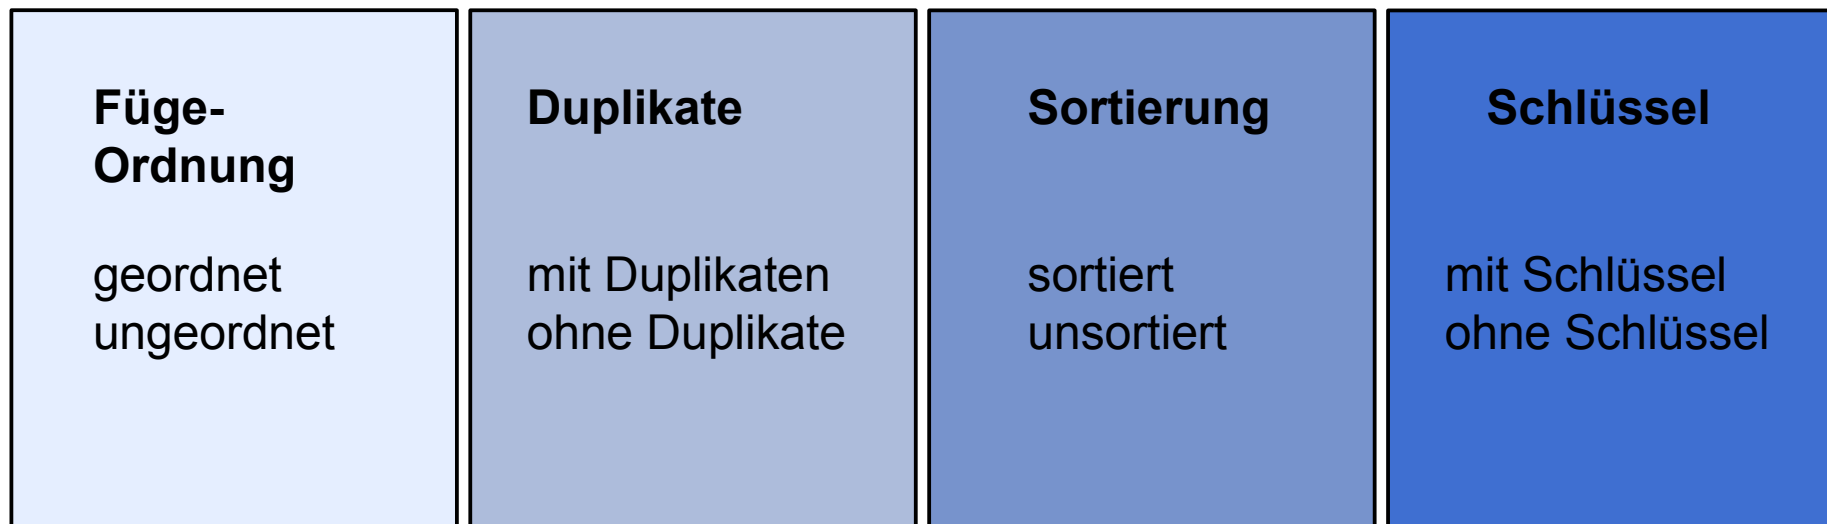 Füge-
Ordnung
geordnet
ungeordnet
Duplikate
mit Duplikaten
ohne Duplikate
Sortierung
sortiert
unsortiert
Schlüssel
mit Schlüssel
ohne Schlüssel